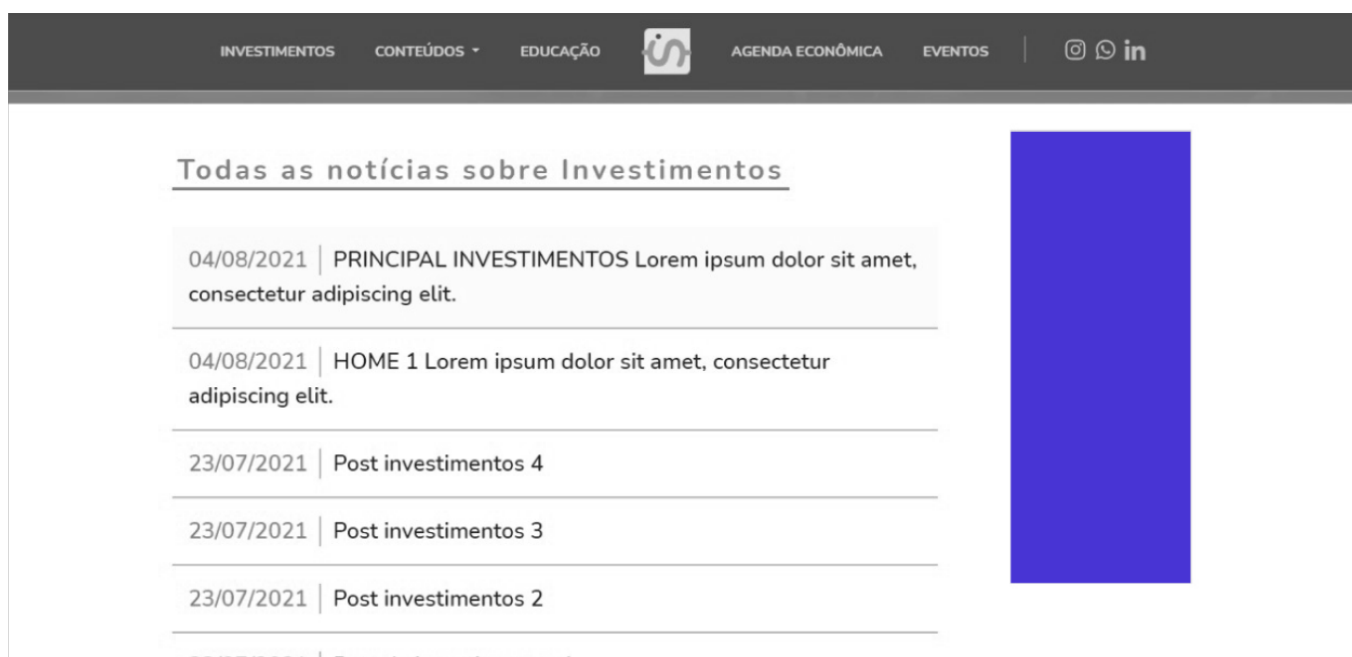 INVESTIMENTOS CONTEÚDOS EDUCAÇÃO in AGENDA ECONÔMICA EVENTOS in
Todas as notícias sobre Investimentos
04/08/2021 PRINCIPAL INVESTIMENTOS Lorem ipsum dolor sit amet,
consectetur adipiscing elit.
04/08/2021 HOME 1 Lorem ipsum dolor sit amet, consectetur
adipiscing elit.
23/07/2021 Post investimentos 4
23/07/2021 Post investimentos 3
23/07/2021 Post investimentos 2